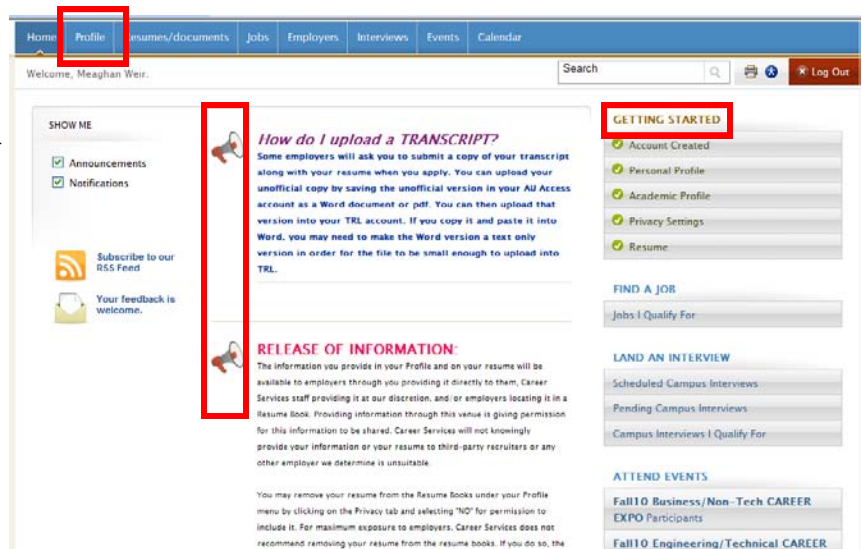 Home Profile Resumes/documents Jobs Employers Interviews Events Calendar
Welcome, Meaghan Weir.
Search
Log Out
SHOW ME
Announcements
Notifications
Subscribe to our
RSS Feed
Your feedback is
welcome.
How do I upload a TRANSCRIPT?
Some employers will ask you to submit a copy of your transcript
along with your resume when you apply. You can upload your
unofficial copy by saving the unofficial version in your AU Access
account as a Word document or pdf. You can then upload that
version into your TRL account. If you copy it and paste it into
Word, you may need to make the Word version a text only
version in order for the file to be small enough to upload into
TRL.
RELEASE OF INFORMATION:
The information you provide in your Profile and on your resume will be
available to employers through you providing it directly to them, Career
Services staff providing it at our discretion, and/or employers locating it in a
Resume Book. Providing information through this venue is giving permission
for this information to be shared. Career Services will not knowingly
provide your information or your resume to third-party recruiters or any
other employer we determine is unsuitable.
You may remove your resume from the Resume Books under your Profile
menu by clicking on the Privacy tab and selecting "NO" for permission to
include it. For maximum exposure to employers, Career Services does not
recommend removing your resume from the resume books. If you do so, the
GETTING STARTED
Account Created
Personal Profile
Academic Profile
Privacy Settings
Resume
FIND A JOB
Jobs I Qualify For
LAND AN INTERVIEW
Scheduled Campus Interviews
Pending Campus Interviews
Campus Interviews I Qualify For
ATTEND EVENTS
Fall10 Business/Non-Tech CAREER
EXPO Participants
Fall10 Engineering/Technical CAREER